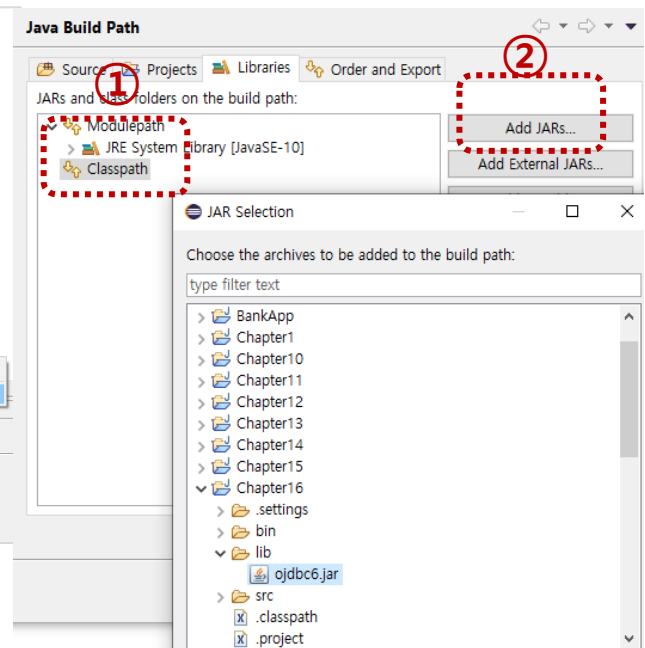 Java Build Path
Source Projects Libraries Order and Export
①
②
JARs and class folders on the build path:
Modulepath
JRE System Library [JavaSE-10]
Classpath
Add JARs...
Add External JARs...
JAR Selection
Choose the archives to be added to the build path:
type filter text
BankApp
Chapter1
Chapter10
Chapter11
Chapter12
Chapter13
Chapter14
Chapter15
Chapter16
.settings
bin
lib
ojdbc6.jar
src
.classpath
.project